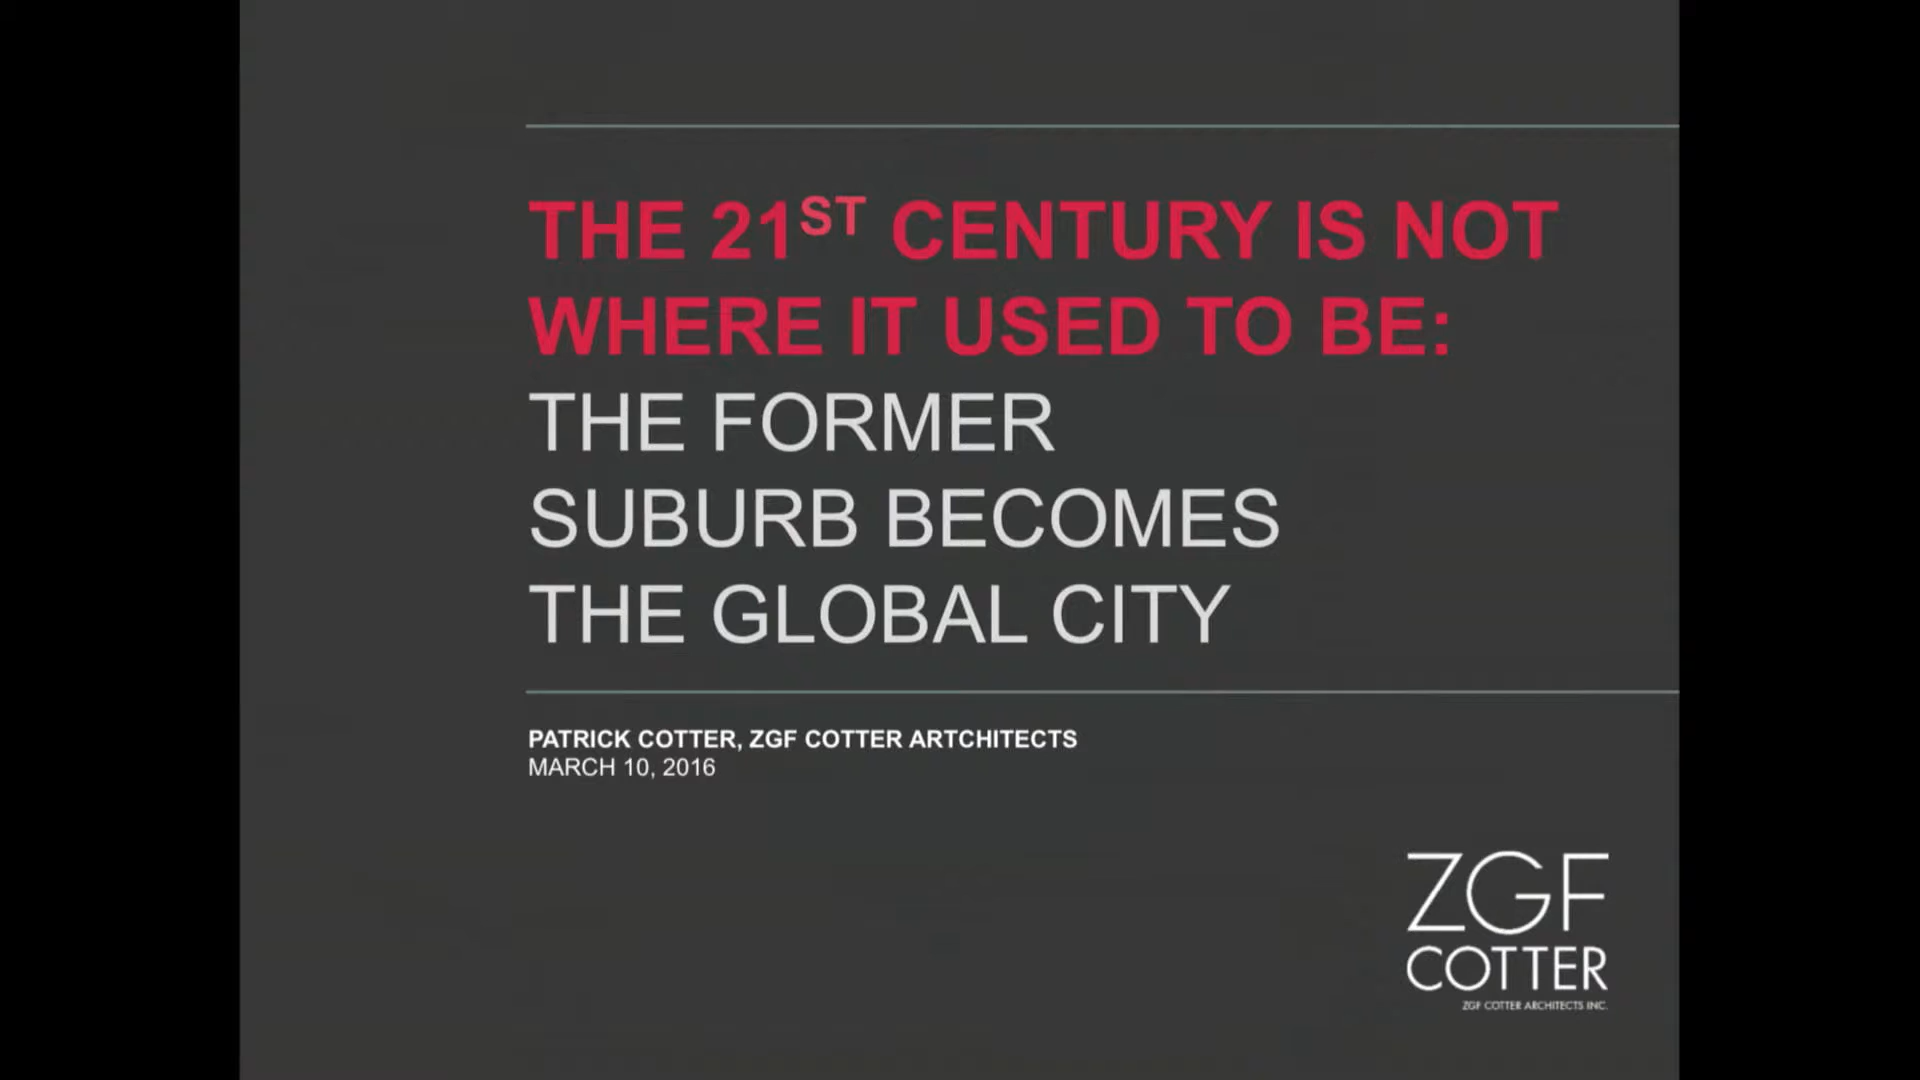 THE 21ST CENTURY IS NOT
WHERE IT USED TO BE:
THE FORMER
SUBURB BECOMES
THE GLOBAL CITY
PATRICK COTTER, ZGF COTTER ARTCHITECTS
MARCH 10, 2016
ZGF
COTTER
ZGF COTTER ARCHITECTS INC.